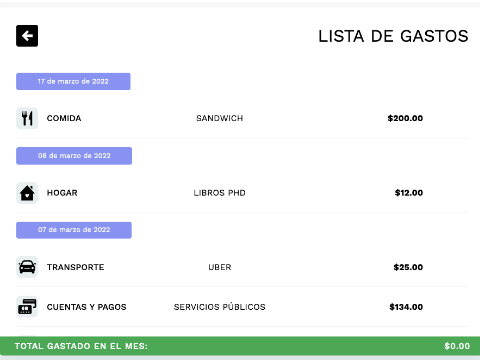 LISTA DE GASTOS
17 de marzo de 2022
COMIDA SANDWICH $200.00
08 de marzo de 2022
HOGAR LIBROS PHD $12.00
07 de marzo de 2022
TRANSPORTE UBER $25.00
CUENTAS Y PAGOS SERVICIOS PÚBLICOS $134.00
TOTAL GASTADO EN EL MES: $0.00